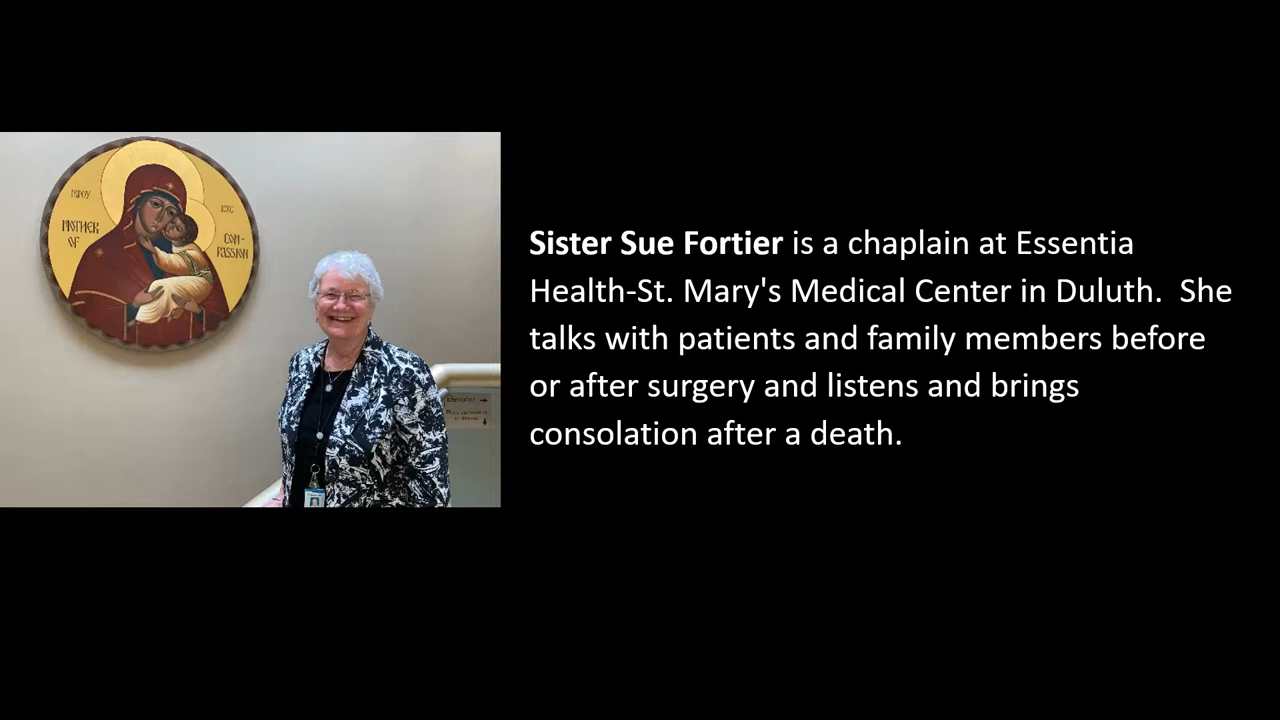 MOTHER
OF
COM-
PASSION
Elevator
Sister Sue Fortier is a chaplain at Essentia
Health-St. Mary's Medical Center in Duluth.  She
talks with patients and family members before
or after surgery and listens and brings
consolation after a death.